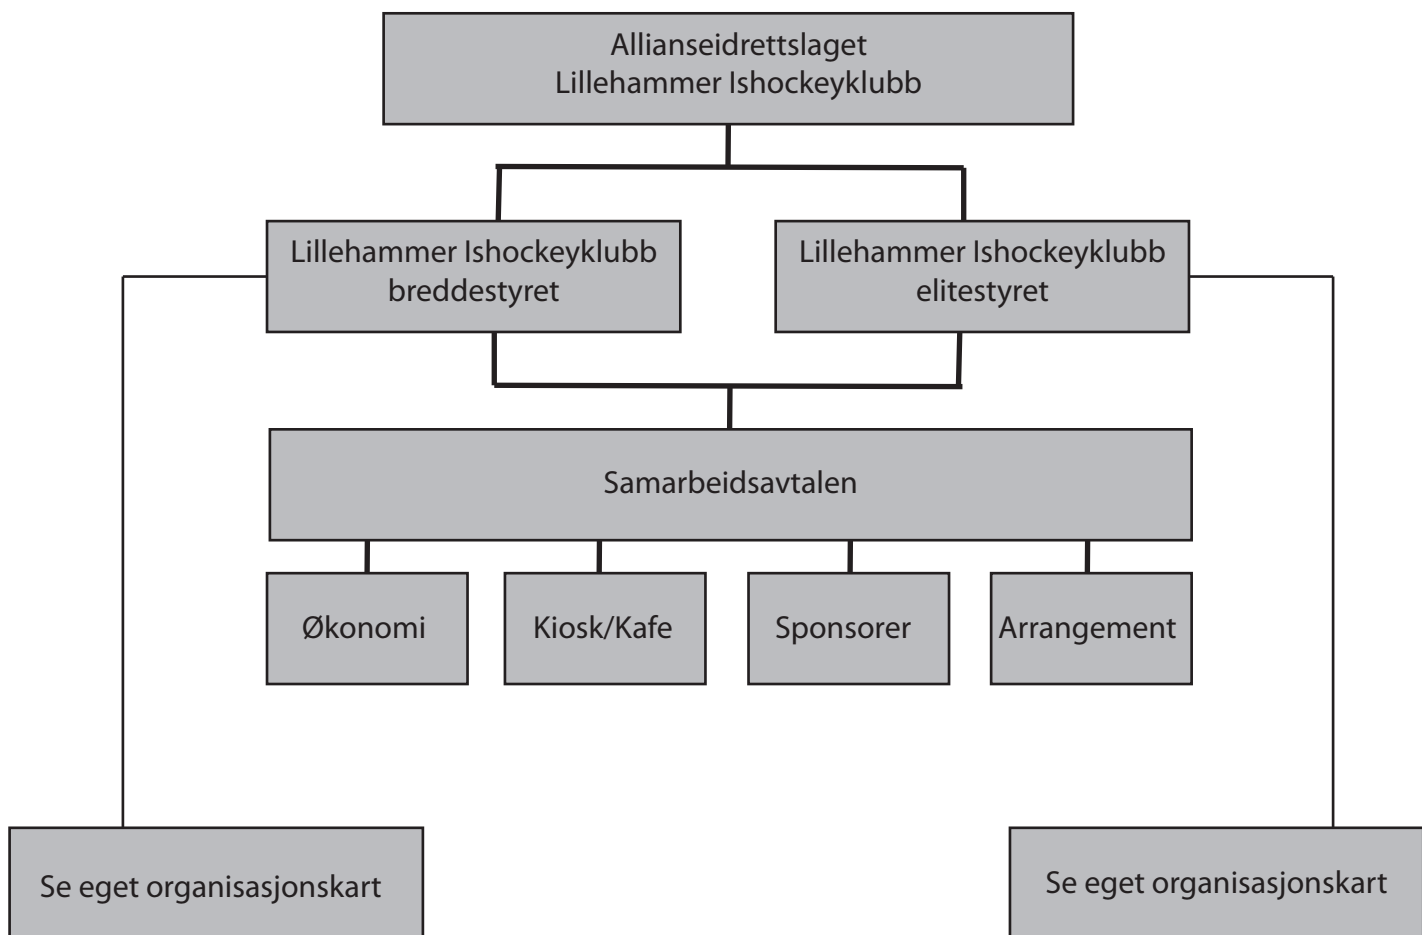 Allianseidrettslaget
Lillehammer Ishockeyklubb
Lillehammer Ishockeyklubb
breddestyret
Lillehammer Ishockeyklubb
elitestyret
Samarbeidsavtalen
Økonomi
Kiosk/Kafe
Sponsorer
Arrangement
Se eget organisasjonskart
Se eget organisasjonskart